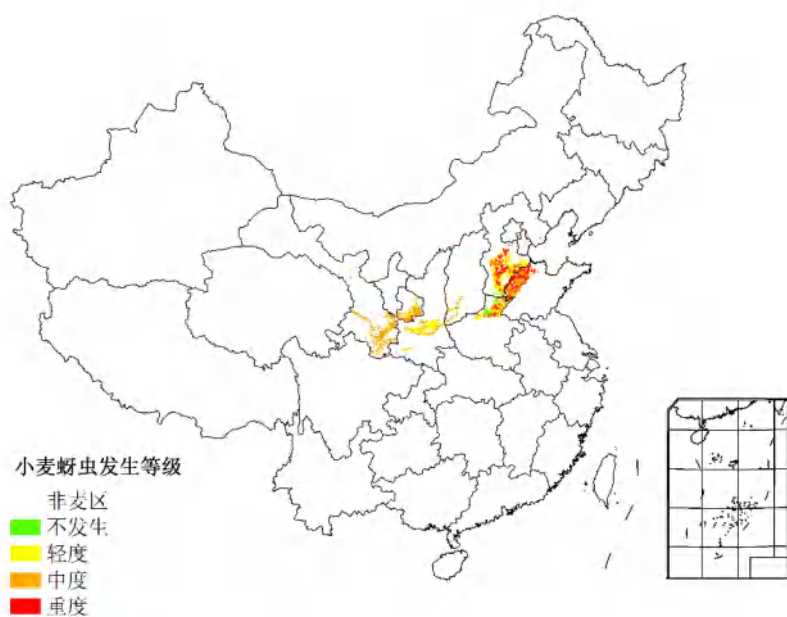 小麦蚜虫发生等级
非麦区
不发生
轻度
中度
重度